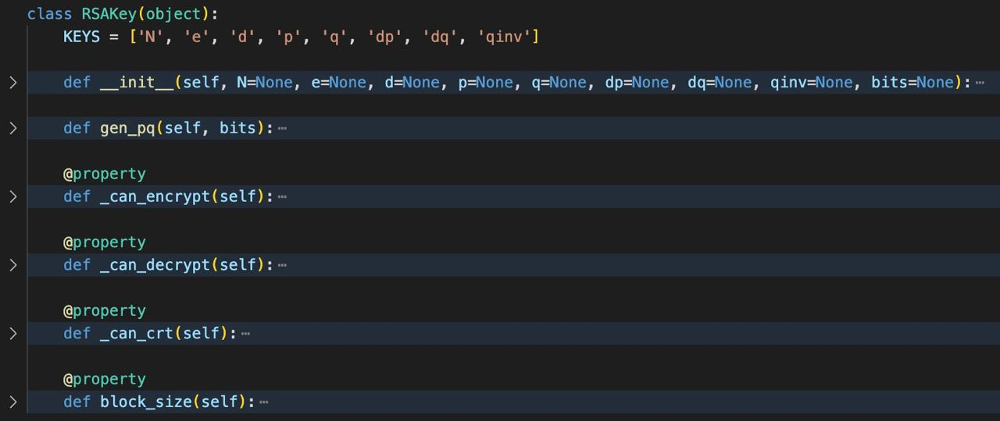 class RSAKey(object):
KEYS = ['N', 'e', 'd', 'p', 'q', 'dp', 'dq', 'qinv']
def __init__(self, N=None, e=None, d=None, p=None, q=None, dp=None, dq=None, qinv=None, bits=None):⋯
def gen_pq(self, bits):⋯
@property
def _can_encrypt(self):⋯
@property
def _can_decrypt(self):⋯
@property
def _can_crt(self):⋯
@property
def block_size(self):⋯